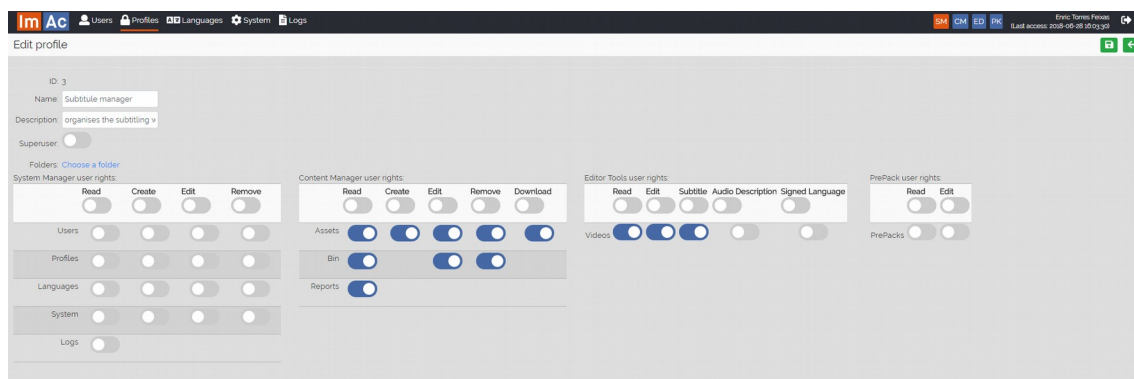 Im Ac Users Profiles Languages System Logs SM CM ED PK Enric Torres Feixas
(Last access: 2018-06-28 16:03:30)
Edit profile
ID: 3
Name: Subtitule manager
Description: organises the subtitling w
Superuser:
Folders: Choose a folder
System Manager user rights: Content Manager user rights: Editor Tools user rights: PrePack user rights:
Read Create Edit Remove Read Create Edit Remove Download Read Edit Subtitle Audio Description Signed Language Read Edit
Users Assets Videos PrePacks
Profiles Bin
Languages Reports
System
Logs